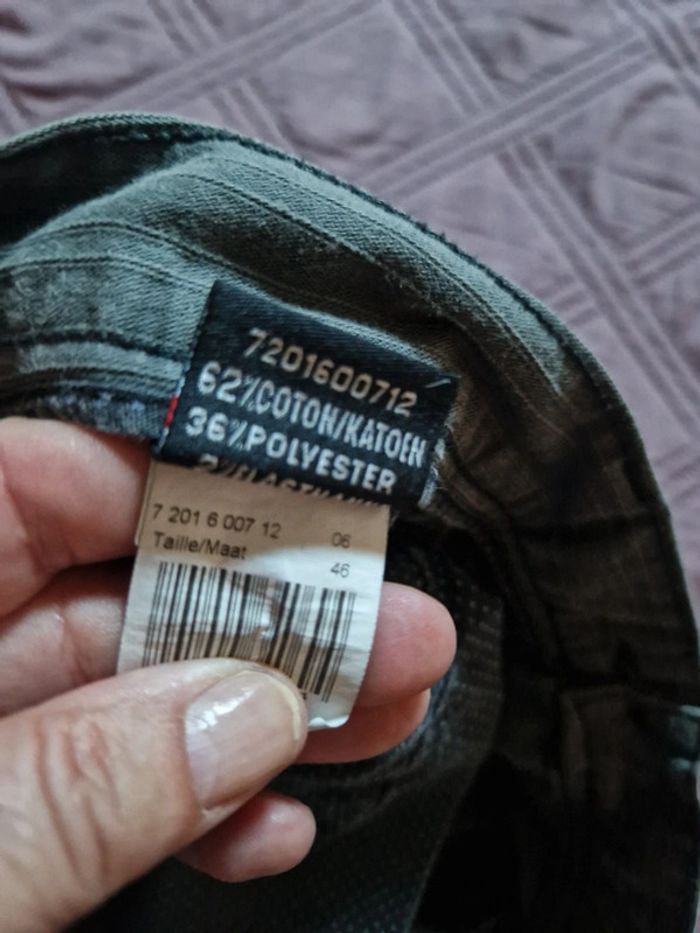 7201600712
62%COTON/KATOEN
36%POLYESTER
7 201 6 007 12 06
Taille/Maat 46